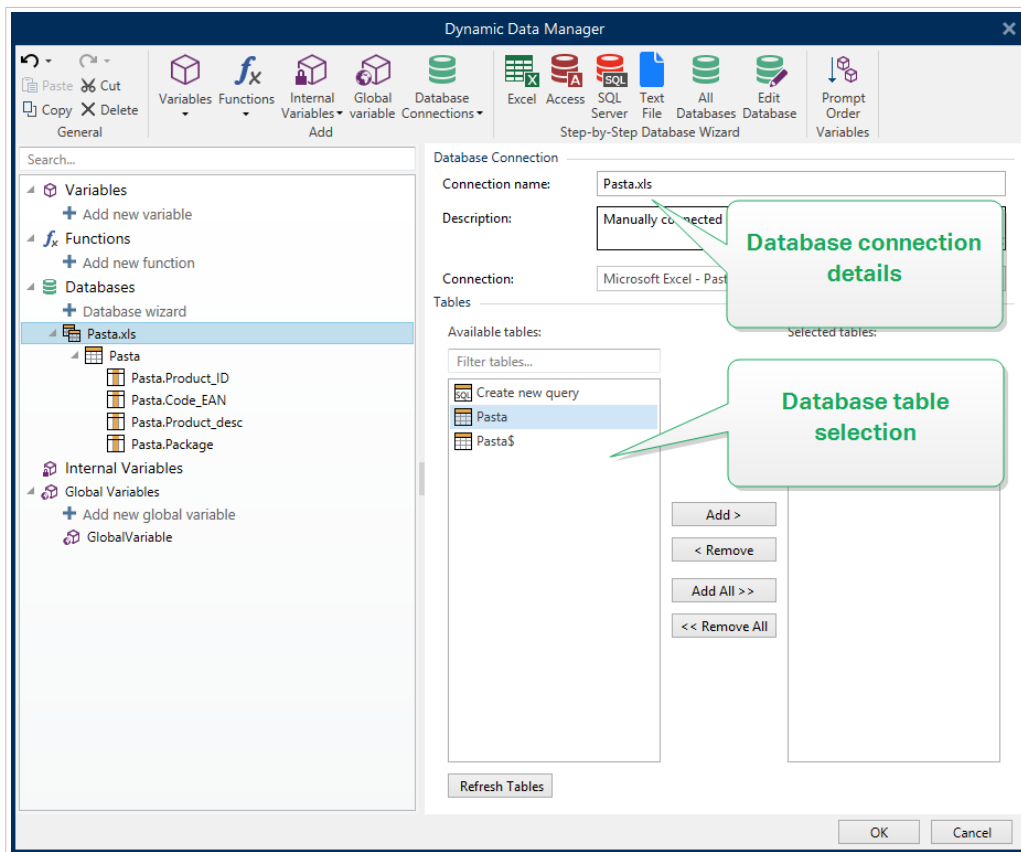 Dynamic Data Manager
Paste Cut
Copy Delete
General
Variables Functions Internal Variables Global variable Database Connections
Add
Excel Access SQL Server Text File All Databases Edit Database
Step-by-Step Database Wizard
Prompt Order
Variables
Search...
Variables
Add new variable
Functions
Add new function
Databases
Database wizard
Pasta.xls
Pasta
Pasta.Product_ID
Pasta.Code_EAN
Pasta.Product_desc
Pasta.Package
Internal Variables
Global Variables
Add new global variable
GlobalVariable
Database Connection
Connection name: Pasta.xls
Description: Manually connected
Connection: Microsoft Excel - Past
Database connection
details
Tables
Available tables:
Selected tables:
Filter tables...
SQL Create new query
Pasta
Pasta$
Database table
selection
Add >
< Remove
Add All >>
<< Remove All
Refresh Tables
OK Cancel